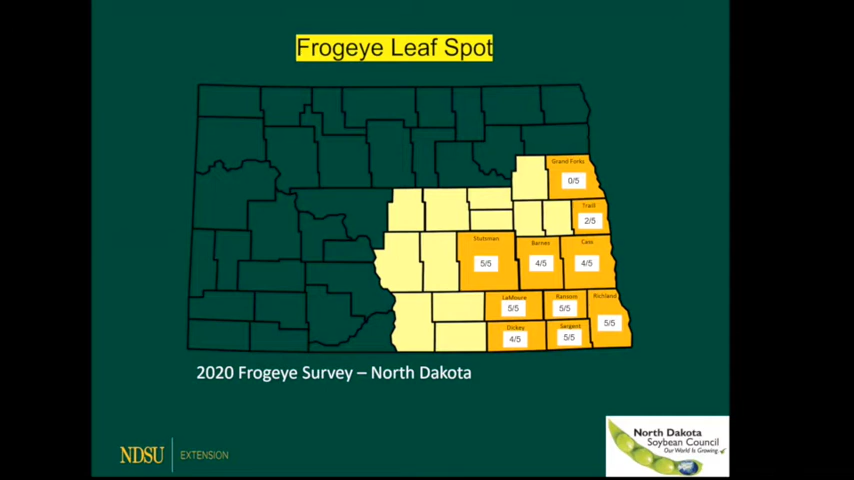 Frogeye Leaf Spot
Grand Forks
0/5
Traill
2/5
Stutsman
5/5
Barnes
4/5
Cass
4/5
LaMoure
5/5
Ransom
5/5
Richland
5/5
Dickey
4/5
Sargent
5/5
2020 Frogeye Survey – North Dakota
NDSU EXTENSION
North Dakota
Soybean Council
Our World Is Growing